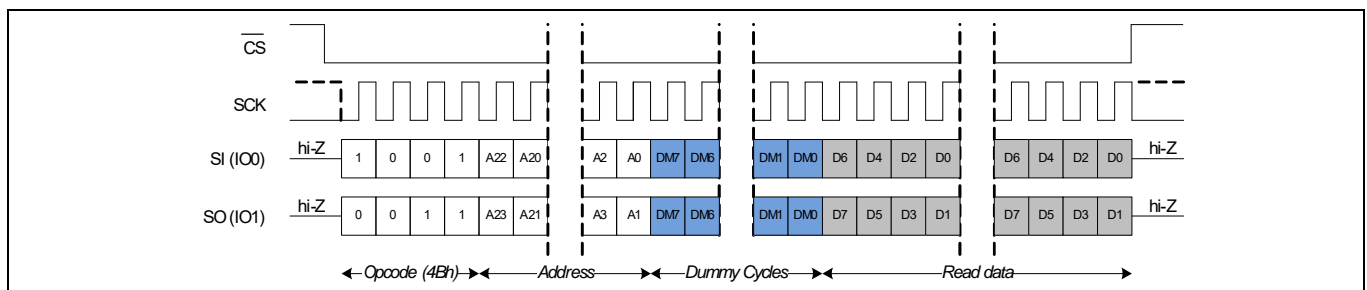 CS
SCK
SI (IO0) hi-Z 1 0 0 1 A22 A20 A2 A0 DM7 DM6 DM1 DM0 D6 D4 D2 D0 D6 D4 D2 D0 hi-Z
SO (IO1) hi-Z 0 0 1 1 A23 A21 A3 A1 DM7 DM6 DM1 DM0 D7 D5 D3 D1 D7 D5 D3 D1 hi-Z
Opcode (4Bh) Address Dummy Cycles Read data